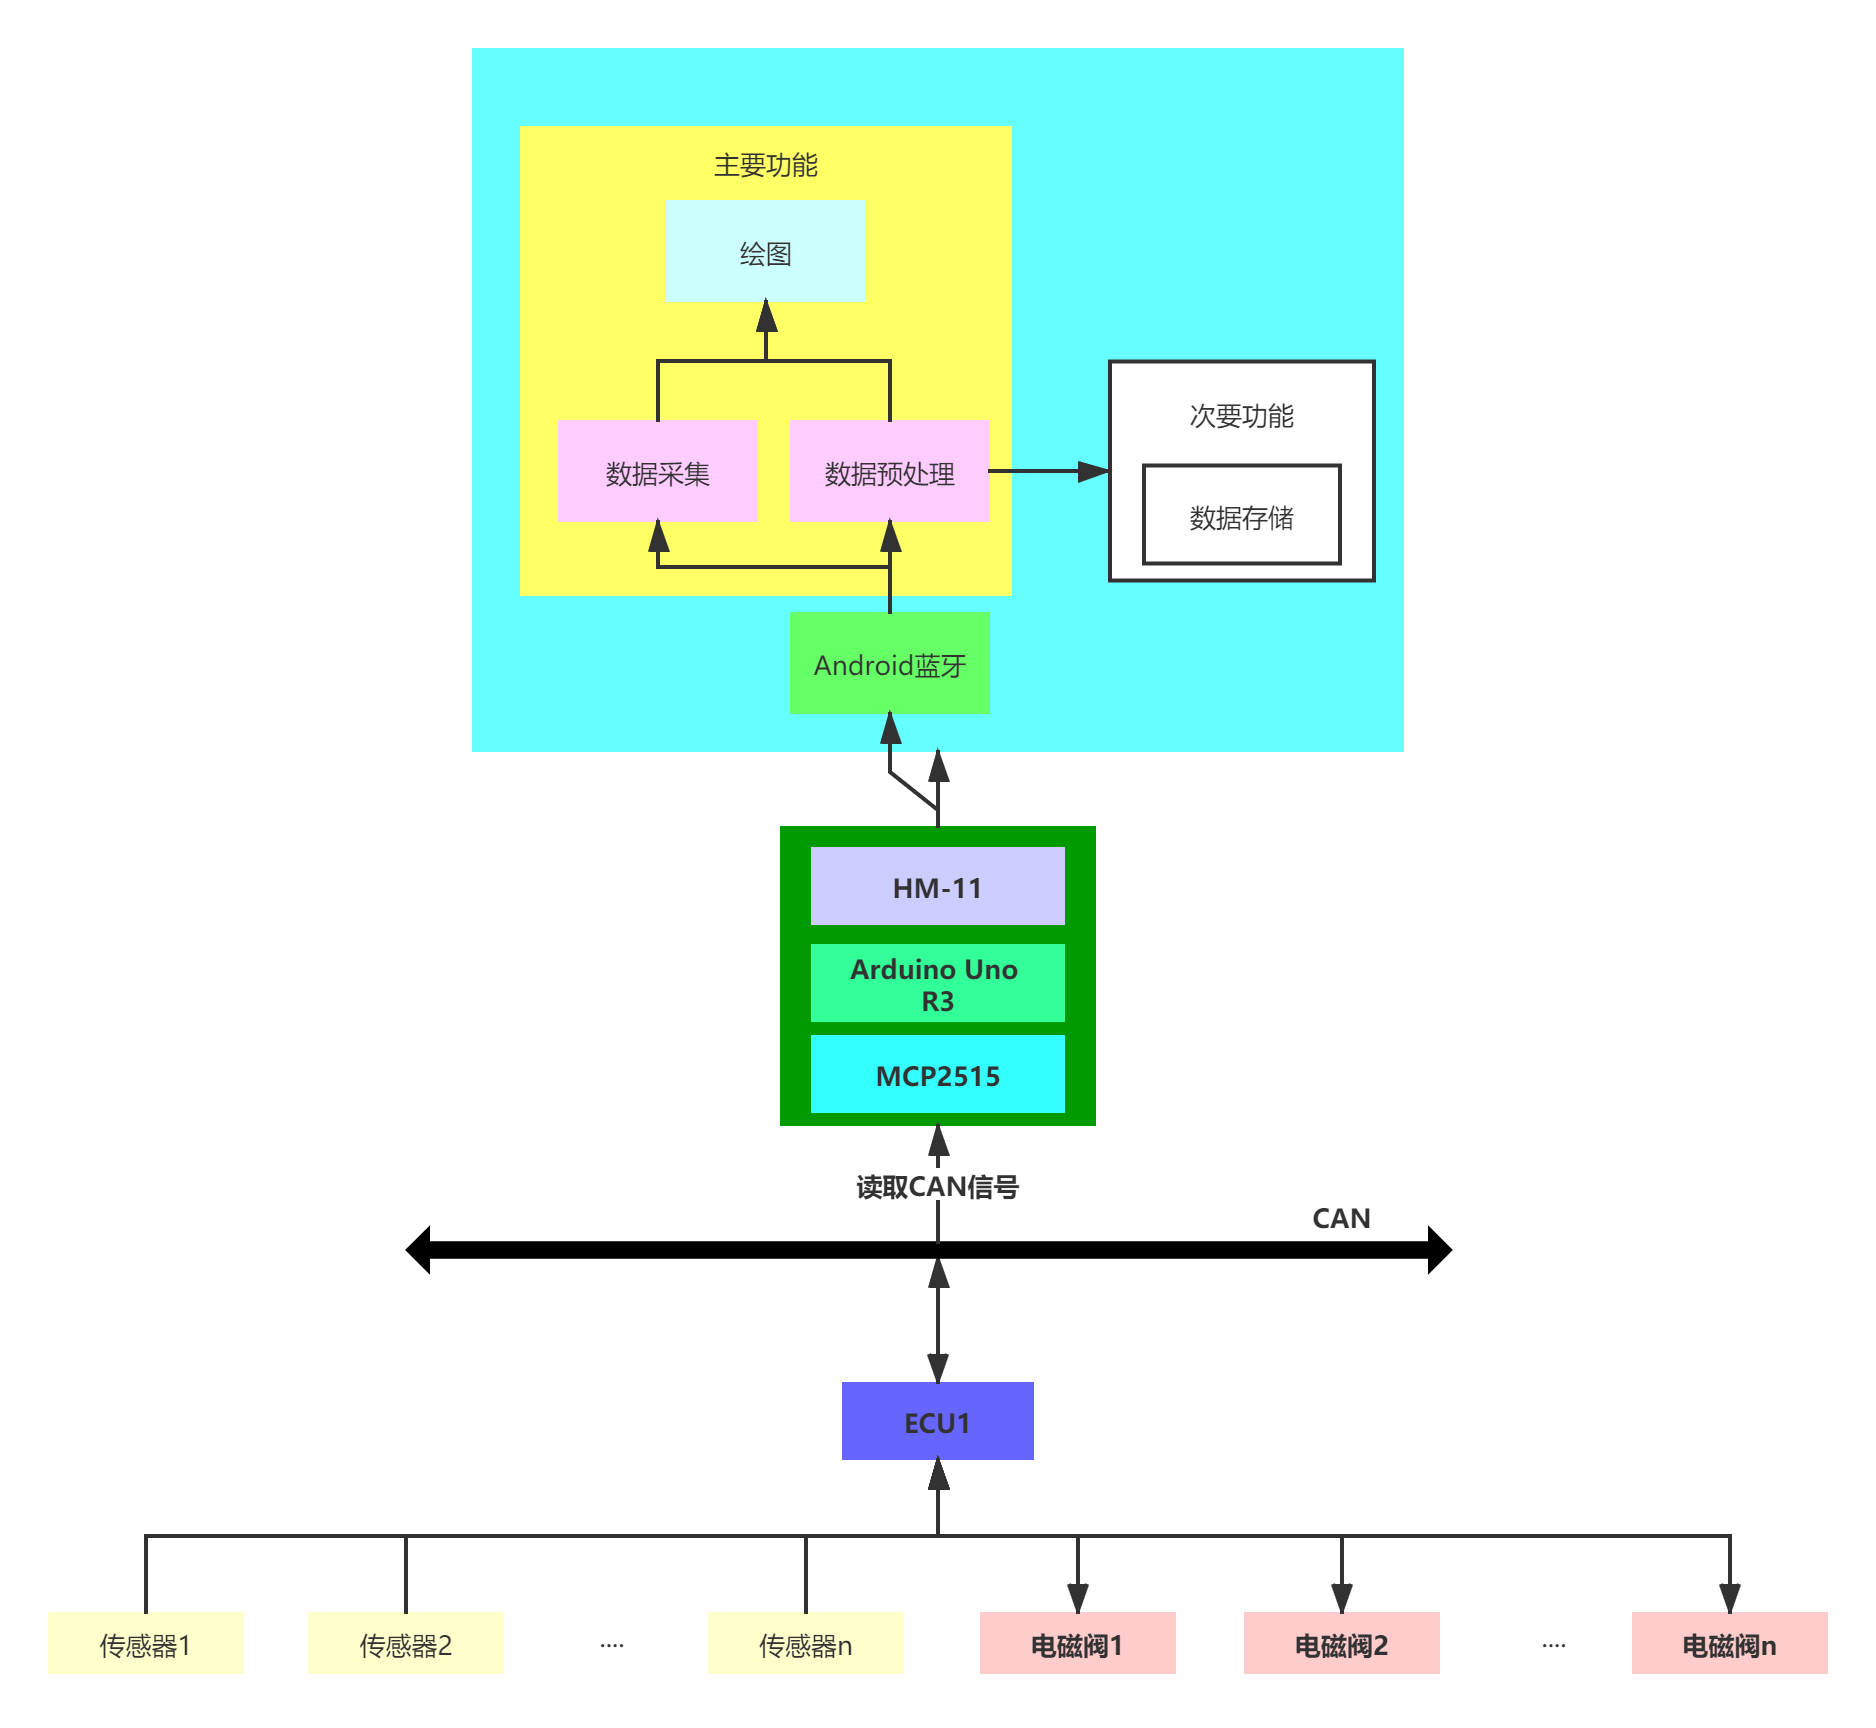 主要功能
绘图
数据采集
数据预处理
次要功能
数据存储
Android蓝牙
HM-11
Arduino Uno
R3
MCP2515
读取CAN信号
CAN
ECU1
传感器1
传感器2
....
传感器n
电磁阀1
电磁阀2
....
电磁阀n